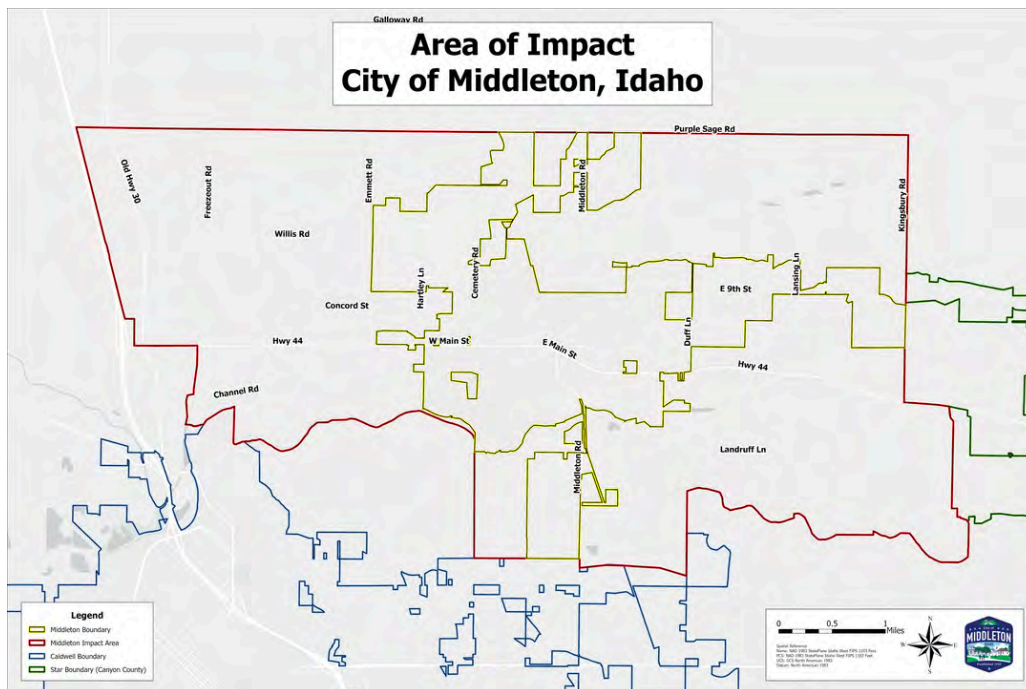 Galloway Rd
Area of Impact
City of Middleton, Idaho
Purple Sage Rd
Old Hwy 30
Freezeout Rd
Emmett Rd
Middleton Rd
Kingsbury Rd
Willis Rd
Cemetery Rd
Hartley Ln
Lansing Ln
E 9th St
Concord St
Duff Ln
Hwy 44
W Main St
E Main St
Hwy 44
Channel Rd
Middleton Rd
Landruff Ln
Legend
Middleton Boundary
Middleton Impact Area
Caldwell Boundary
Star Boundary (Canyon County)
0 0.5 1
Miles
Spatial Reference
N
W E
S
MIDDLETON